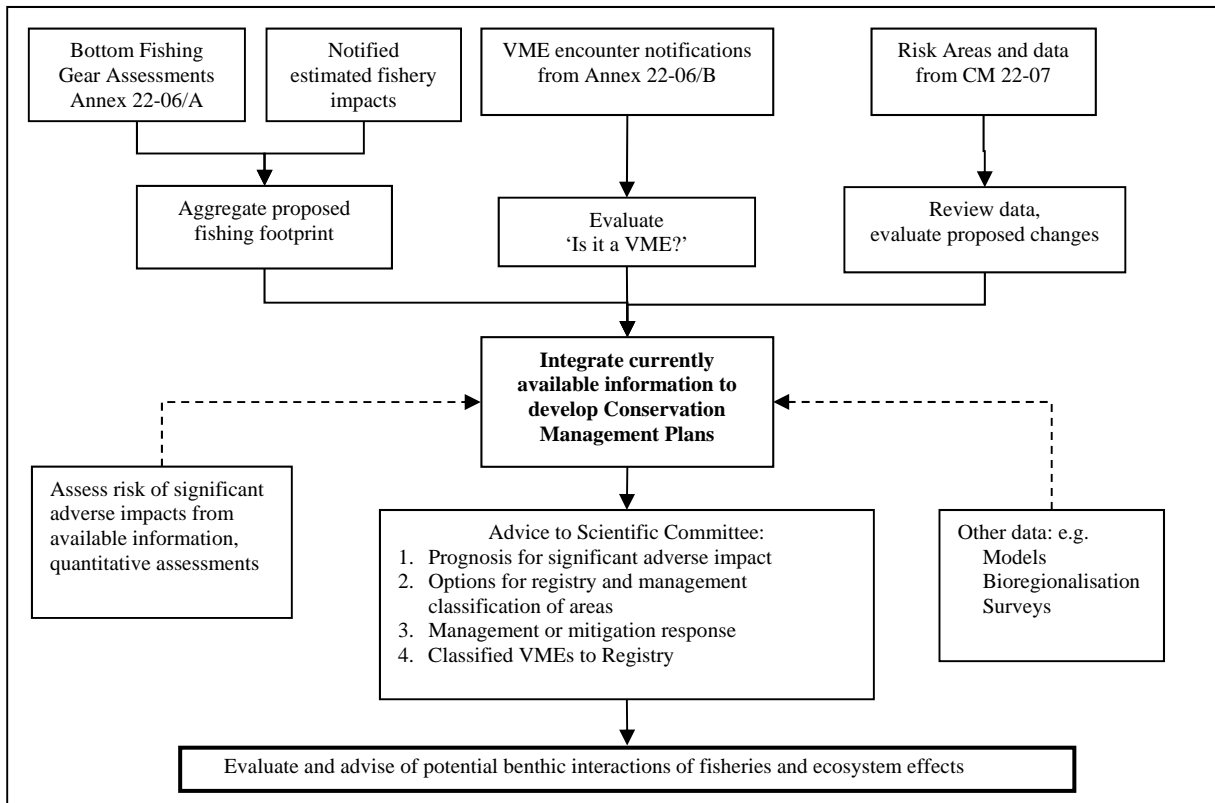 Bottom Fishing
Gear Assessments
Annex 22-06/A
Notified
estimated fishery
impacts
VME encounter notifications
from Annex 22-06/B
Risk Areas and data
from CM 22-07
Aggregate proposed
fishing footprint
Evaluate
‘Is it a VME?’
Review data,
evaluate proposed changes
Integrate currently
available information to
develop Conservation
Management Plans
Assess risk of significant
adverse impacts from
available information,
quantitative assessments
Advice to Scientific Committee:
1. Prognosis for significant adverse impact
2. Options for registry and management
classification of areas
3. Management or mitigation response
4. Classified VMEs to Registry
Other data: e.g.
Models
Bioregionalisation
Surveys
Evaluate and advise of potential benthic interactions of fisheries and ecosystem effects